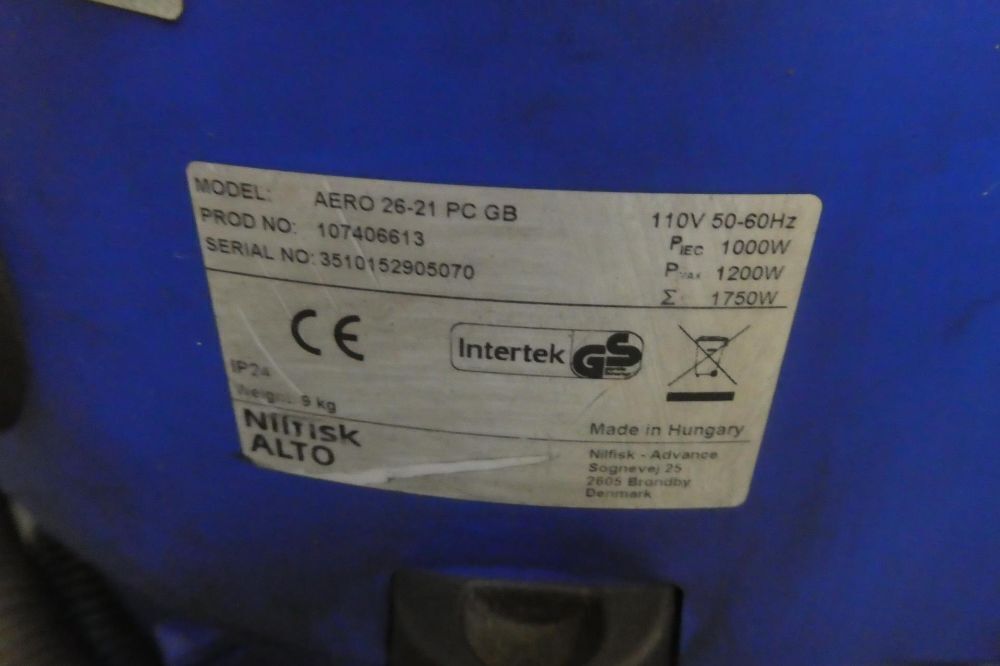 MODEL: AERO 26-21 PC GB
PROD NO: 107406613
SERIAL NO: 3510152905070
110V 50-60Hz
PIEC 1000W
PMAX 1200W
Σ 1750W
CE
Intertek GS
IP24
Weight: 9 kg
Nilfisk
ALTO
Made in Hungary
Nilfisk - Advance
Sognevej 25
2605 Brondby
Denmark